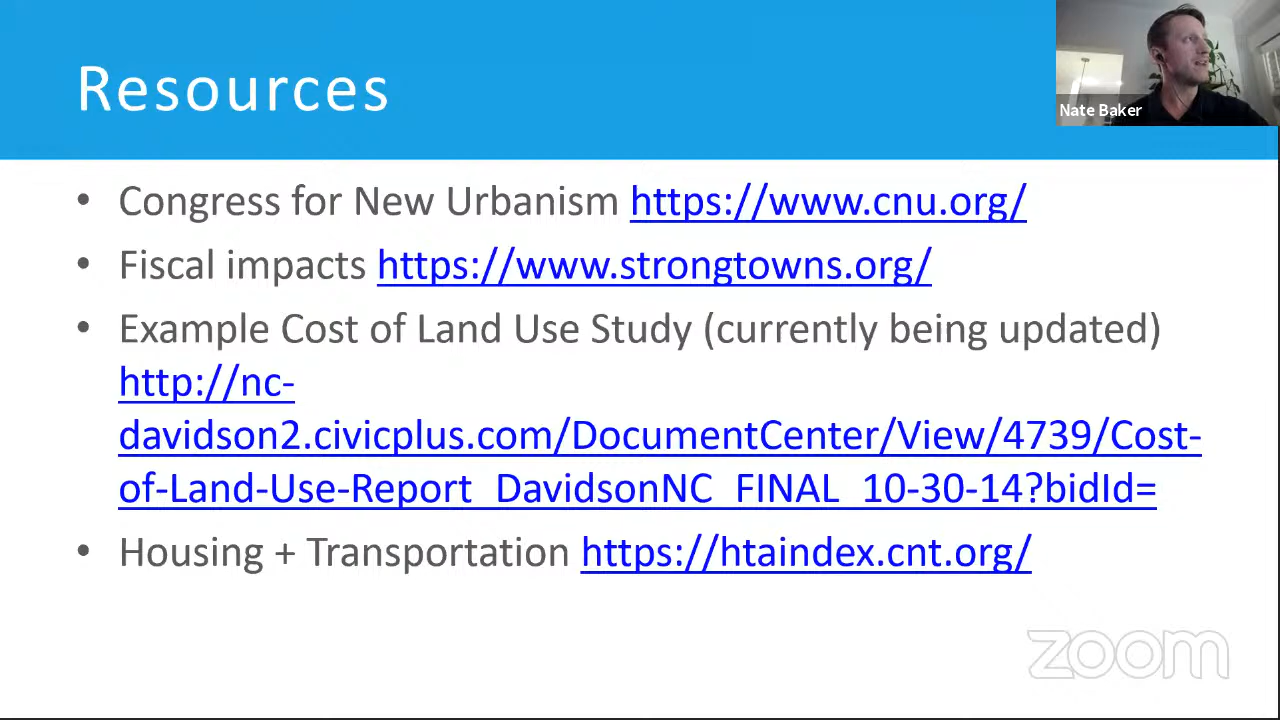 Resources
Nate Baker
• Congress for New Urbanism https://www.cnu.org/
• Fiscal impacts https://www.strongtowns.org/
• Example Cost of Land Use Study (currently being updated)
http://nc-
davidson2.civicplus.com/DocumentCenter/View/4739/Cost-
of-Land-Use-Report_DavidsonNC_FINAL_10-30-14?bidId=
• Housing + Transportation https://htaindex.cnt.org/
zoom